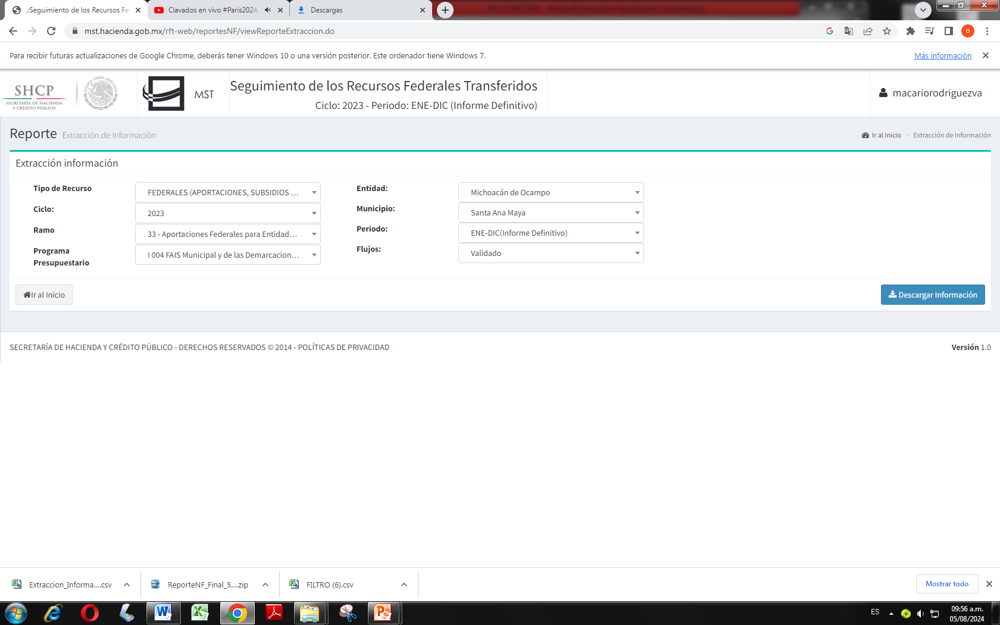 .:Seguimiento de los Recursos Fe
Clavados en vivo #Paris2024
Descargas
mst.hacienda.gob.mx/rft-web/reportesNF/viewReporteExtraccion.do
Para recibir futuras actualizaciones de Google Chrome, deberás tener Windows 10 o una versión posterior. Este ordenador tiene Windows 7.
Más información
SHCP
SECRETARÍA DE HACIENDA
Y CRÉDITO PÚBLICO
ESTADOS UNIDOS MEXICANOS
MST
Seguimiento de los Recursos Federales Transferidos
Ciclo: 2023 - Periodo: ENE-DIC (Informe Definitivo)
macariorodriguezva
Reporte Extracción de Información
Ir al Inicio > Extracción de Información
Extracción información
Tipo de Recurso
FEDERALES (APORTACIONES, SUBSIDIOS ...
Entidad:
Michoacán de Ocampo
Ciclo:
2023
Municipio:
Santa Ana Maya
Ramo
33 - Aportaciones Federales para Entidad...
Periodo:
ENE-DIC(Informe Definitivo)
Programa
Presupuestario
I 004 FAIS Municipal y de las Demarcacion...
Flujos:
Validado
Ir al Inicio
Descargar Información
SECRETARÍA DE HACIENDA Y CRÉDITO PÚBLICO - DERECHOS RESERVADOS © 2014 - POLÍTICAS DE PRIVACIDAD
Versión 1.0
Extraccion_Informa....csv
ReporteNF_Final_5....zip
FILTRO (6).csv
Mostrar todo
ES
09:56 a.m.
05/08/2024